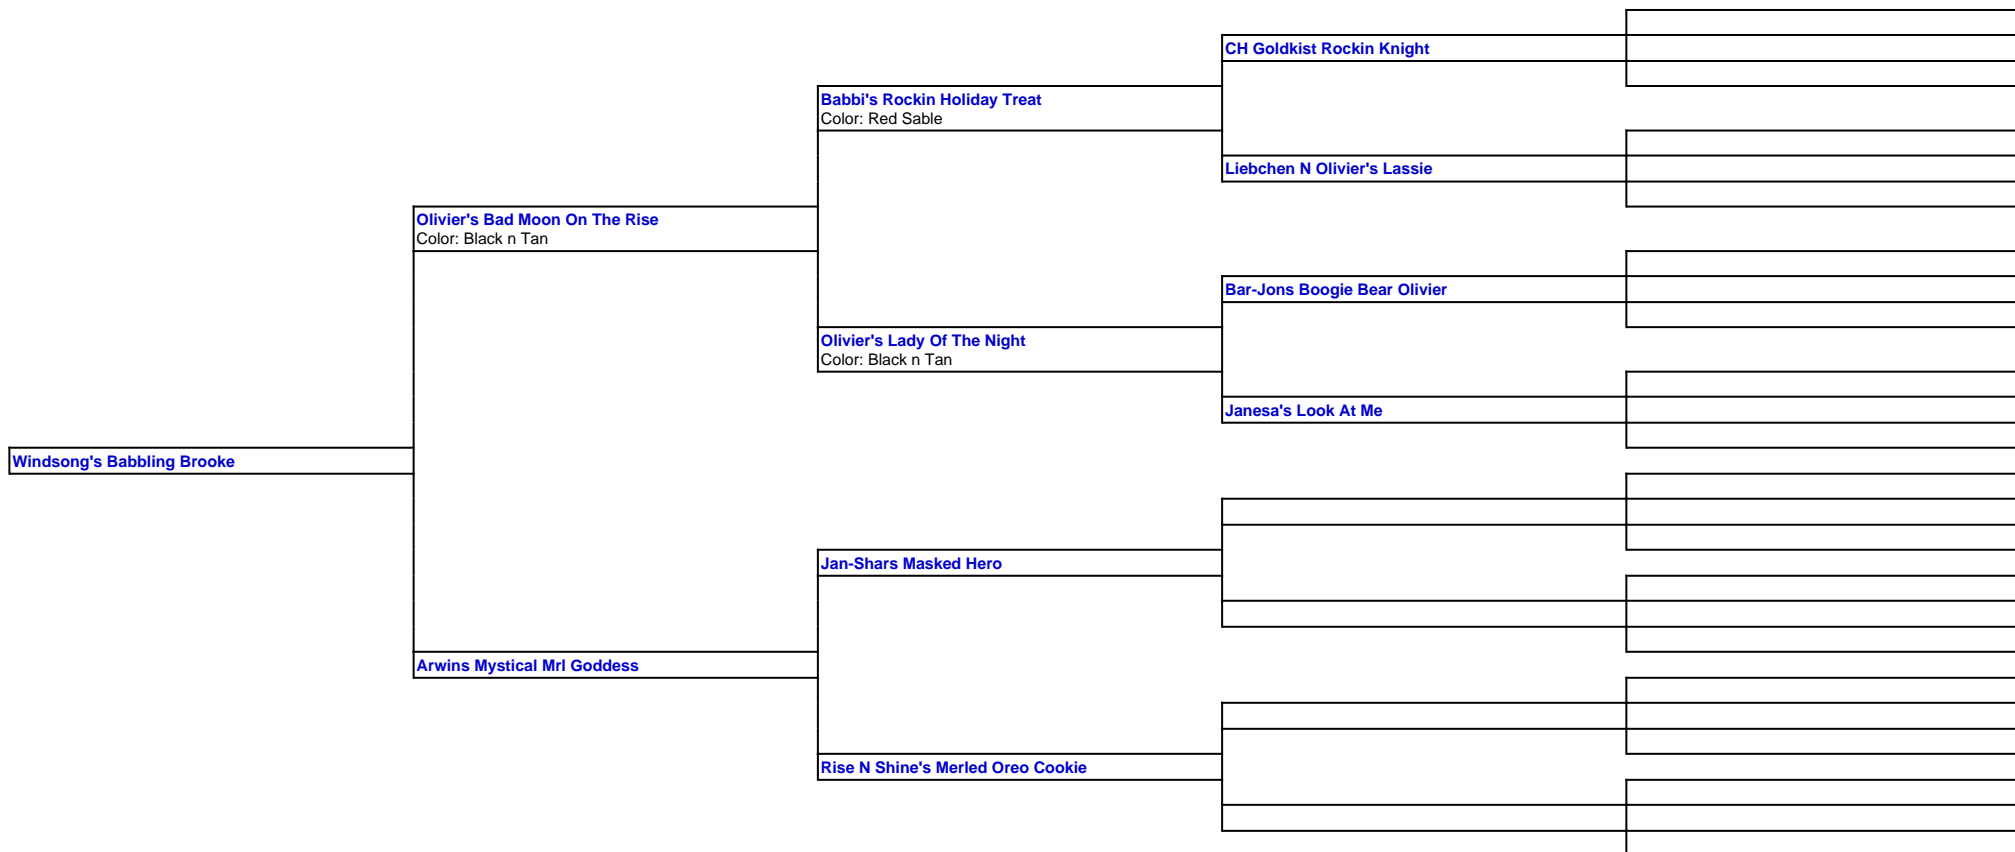 CH Goldkist Rockin Knight
Babbi's Rockin Holiday Treat
Color: Red Sable
Liebchen N Olivier's Lassie
Olivier's Bad Moon On The Rise
Color: Black n Tan
Bar-Jons Boogie Bear Olivier
Olivier's Lady Of The Night
Color: Black n Tan
Janesa's Look At Me
Windsong's Babbling Brooke
Jan-Shars Masked Hero
Arwins Mystical Mrl Goddess
Rise N Shine's Merled Oreo Cookie